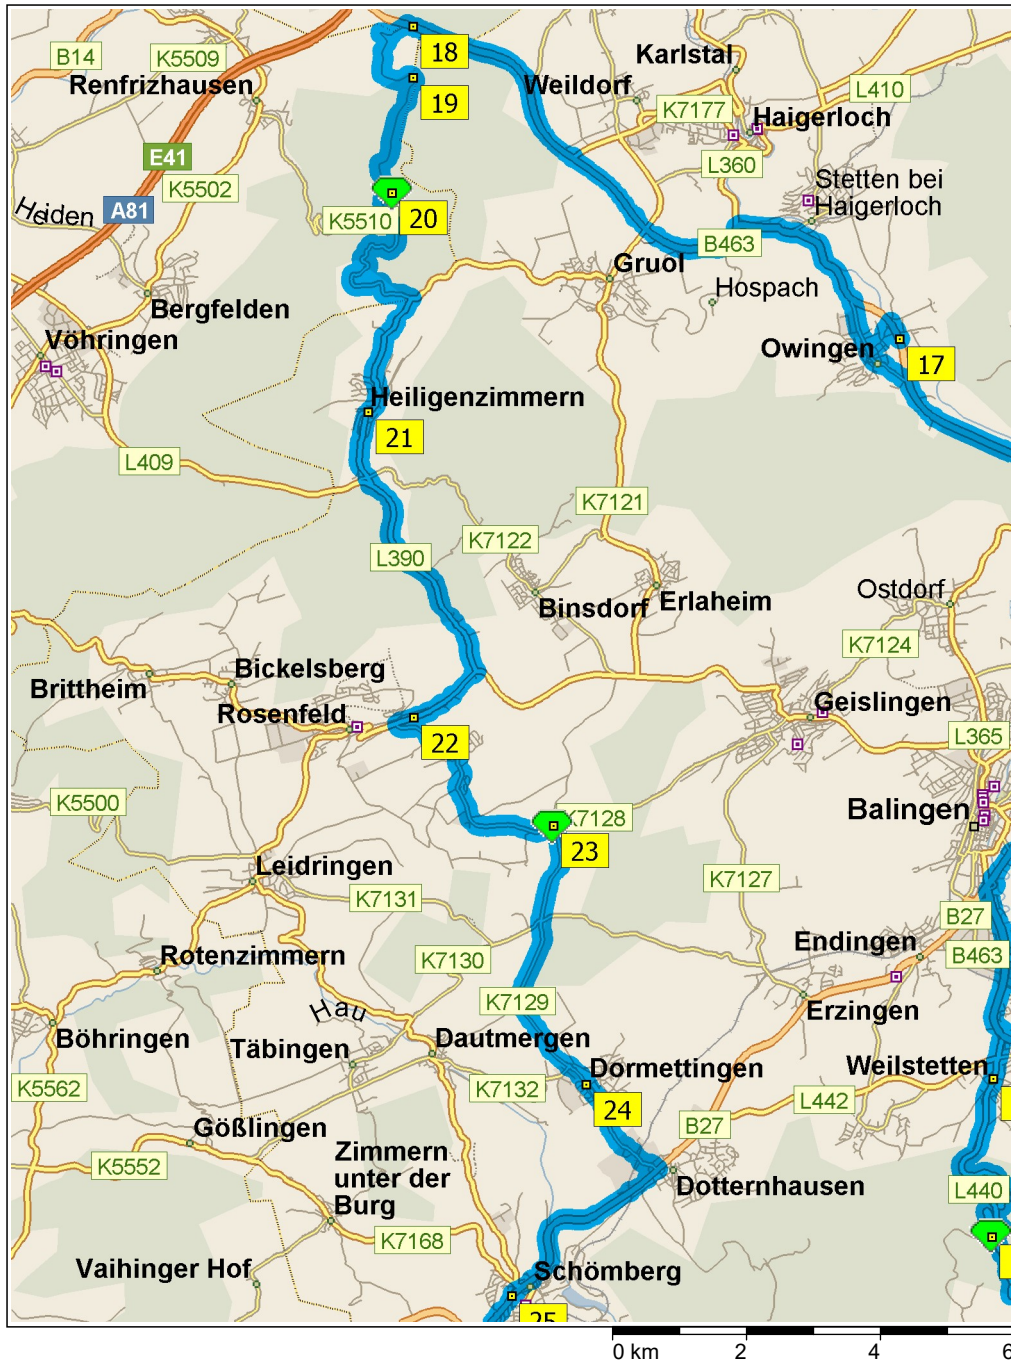 18
K5509
Karlstal
B14
Renfrizhausen
Weildorf
L410
19
K7177
Haigerloch
E41
L360
K5502
Stetten bei
Haigerloch
A81
K5510
20
B463
Gruol
Hospach
Bergfelden
Vöhringen
Owingen
17
Heiligenzimmern
21
L409
K7121
K7122
L390
Binsdorf
Erlaheim
Ostdorf
K7124
Bickelsberg
Brittheim
Geislingen
Rosenfeld
22
L365
K5500
K7128
Balingen
23
Leidringen
K7127
K7131
B27
Endingen
Rotenzimmern
K7130
B463
K7129
Hau
Erzingen
Böhringen
Dautmergen
Täbingen
Dormettingen
Weilstetten
K5562
K7132
24
L442
Gößlingen
B27
Zimmern
unter der
Burg
K5552
Dotternhausen
L440
K7168
Vaihinger Hof
Schömberg
25
0 km
2
4
6